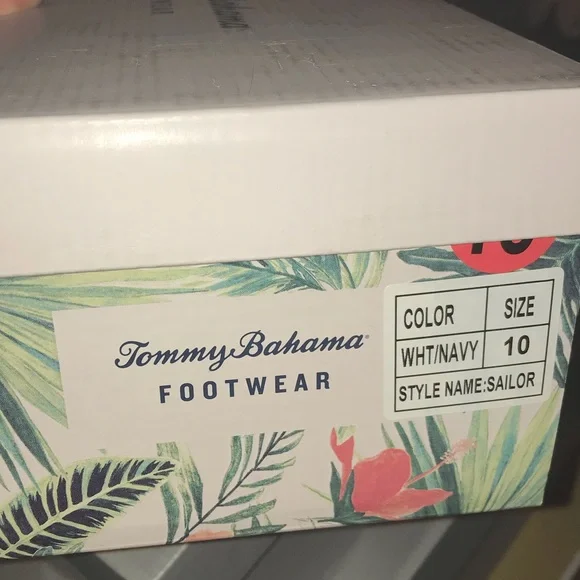 Tommy Bahama
FOOTWEAR
COLOR SIZE
WHT/NAVY 10
STYLE NAME:SAILOR